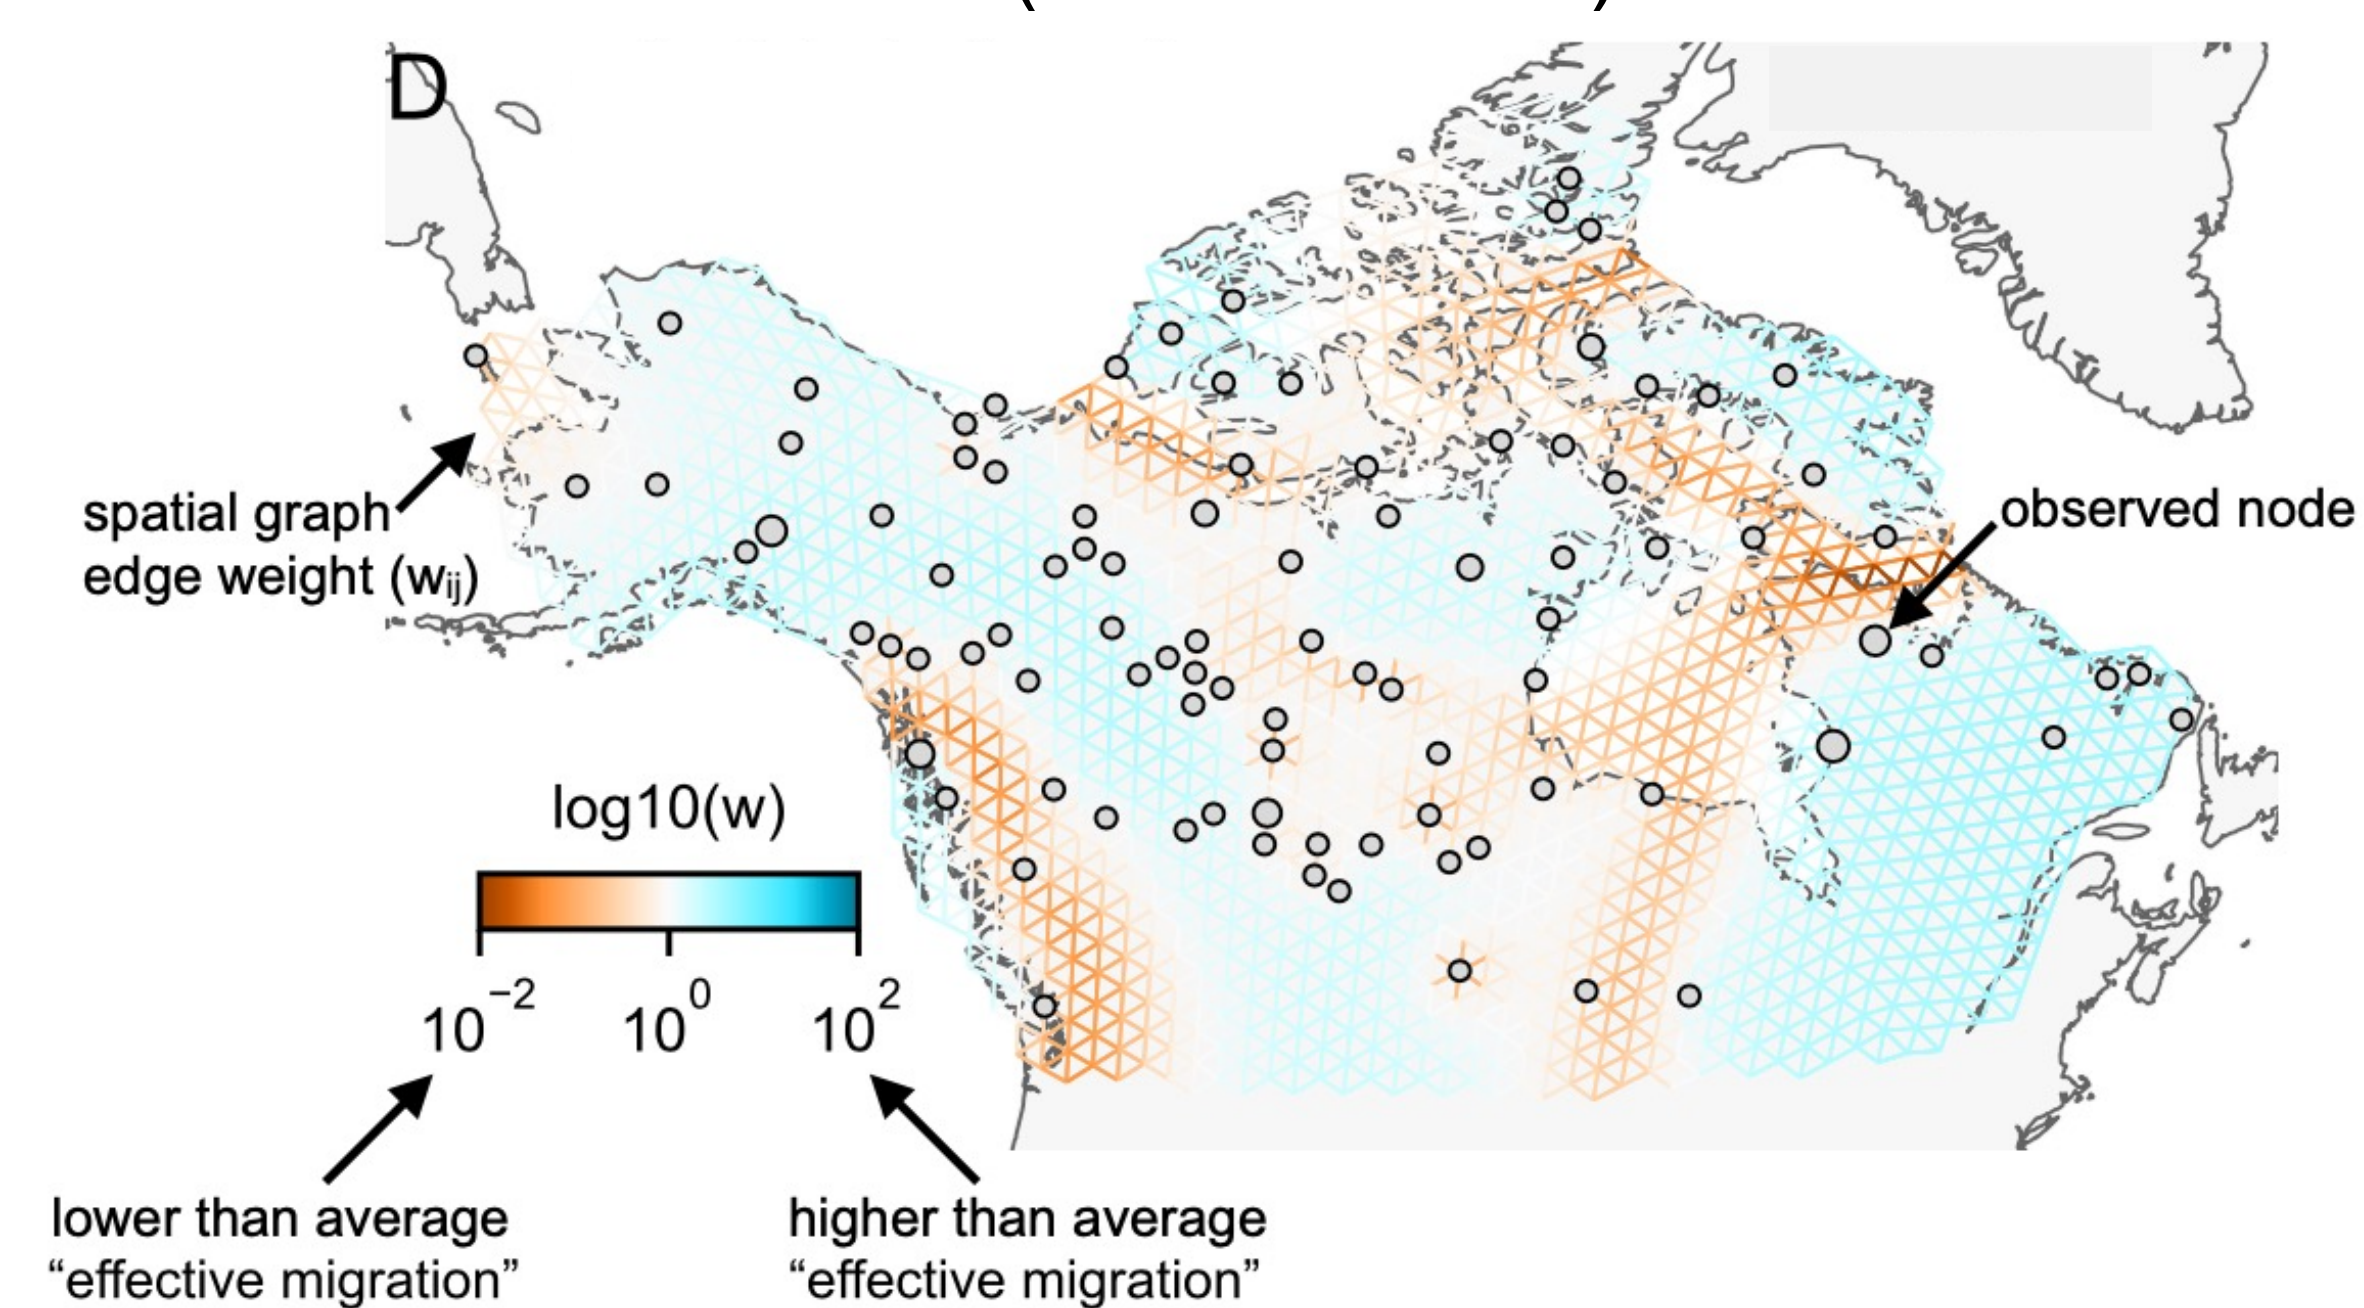 D
spatial graph
edge weight (wij)
observed node
log10(w)
10−2 100 102
lower than average
“effective migration”
higher than average
“effective migration”